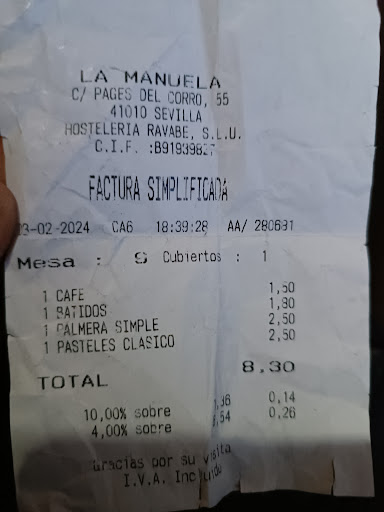 LA MANUELA
C/ PAGES DEL CORRO, 55
41010 SEVILLA
HOSTELERIA RAVABE, S.L.U.
C.I.F. :B91939827
FACTURA SIMPLIFICADA
3-02-2024 CA6 18:39:28 AA/ 280691
Mesa : 9 Cubiertos : 1
1 CAFE 1,50
1 BATIDOS 1,80
1 PALMERA SIMPLE 2,50
1 PASTELES CLASICO 2,50
TOTAL 8,30
10,00% sobre 1,36 0,14
4,00% sobre 6,54 0,26
Gracias por su visita
I.V.A. Incluido